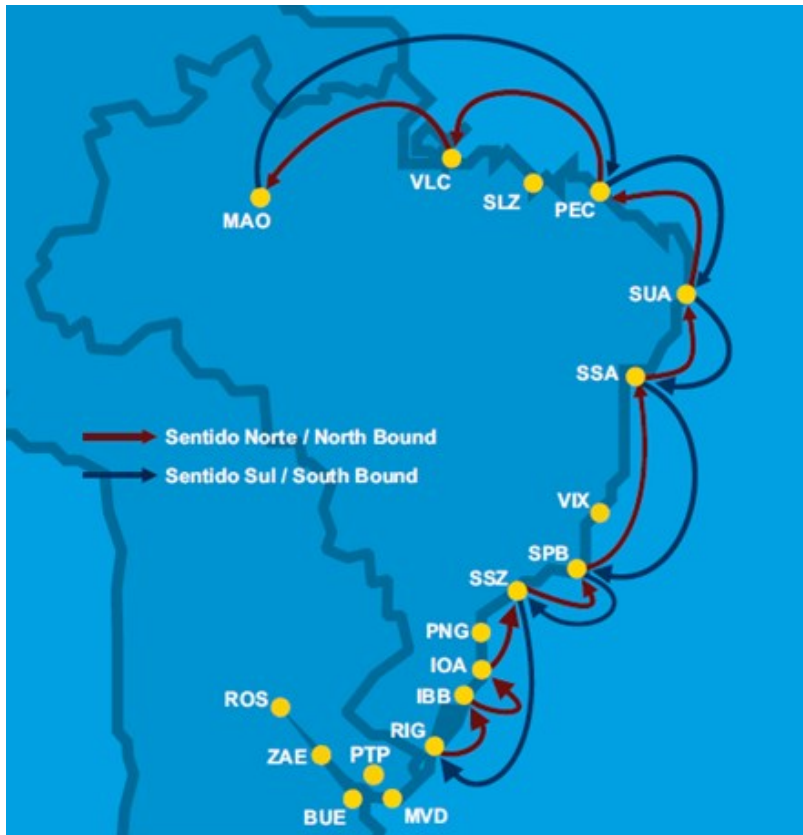 VLC
SLZ
PEC
MAO
SUA
SSA
Sentido Norte / North Bound
Sentido Sul / South Bound
VIX
SPB
SSZ
PNG
IOA
IBB
ROS
RIG
ZAE
PTP
BUE
MVD